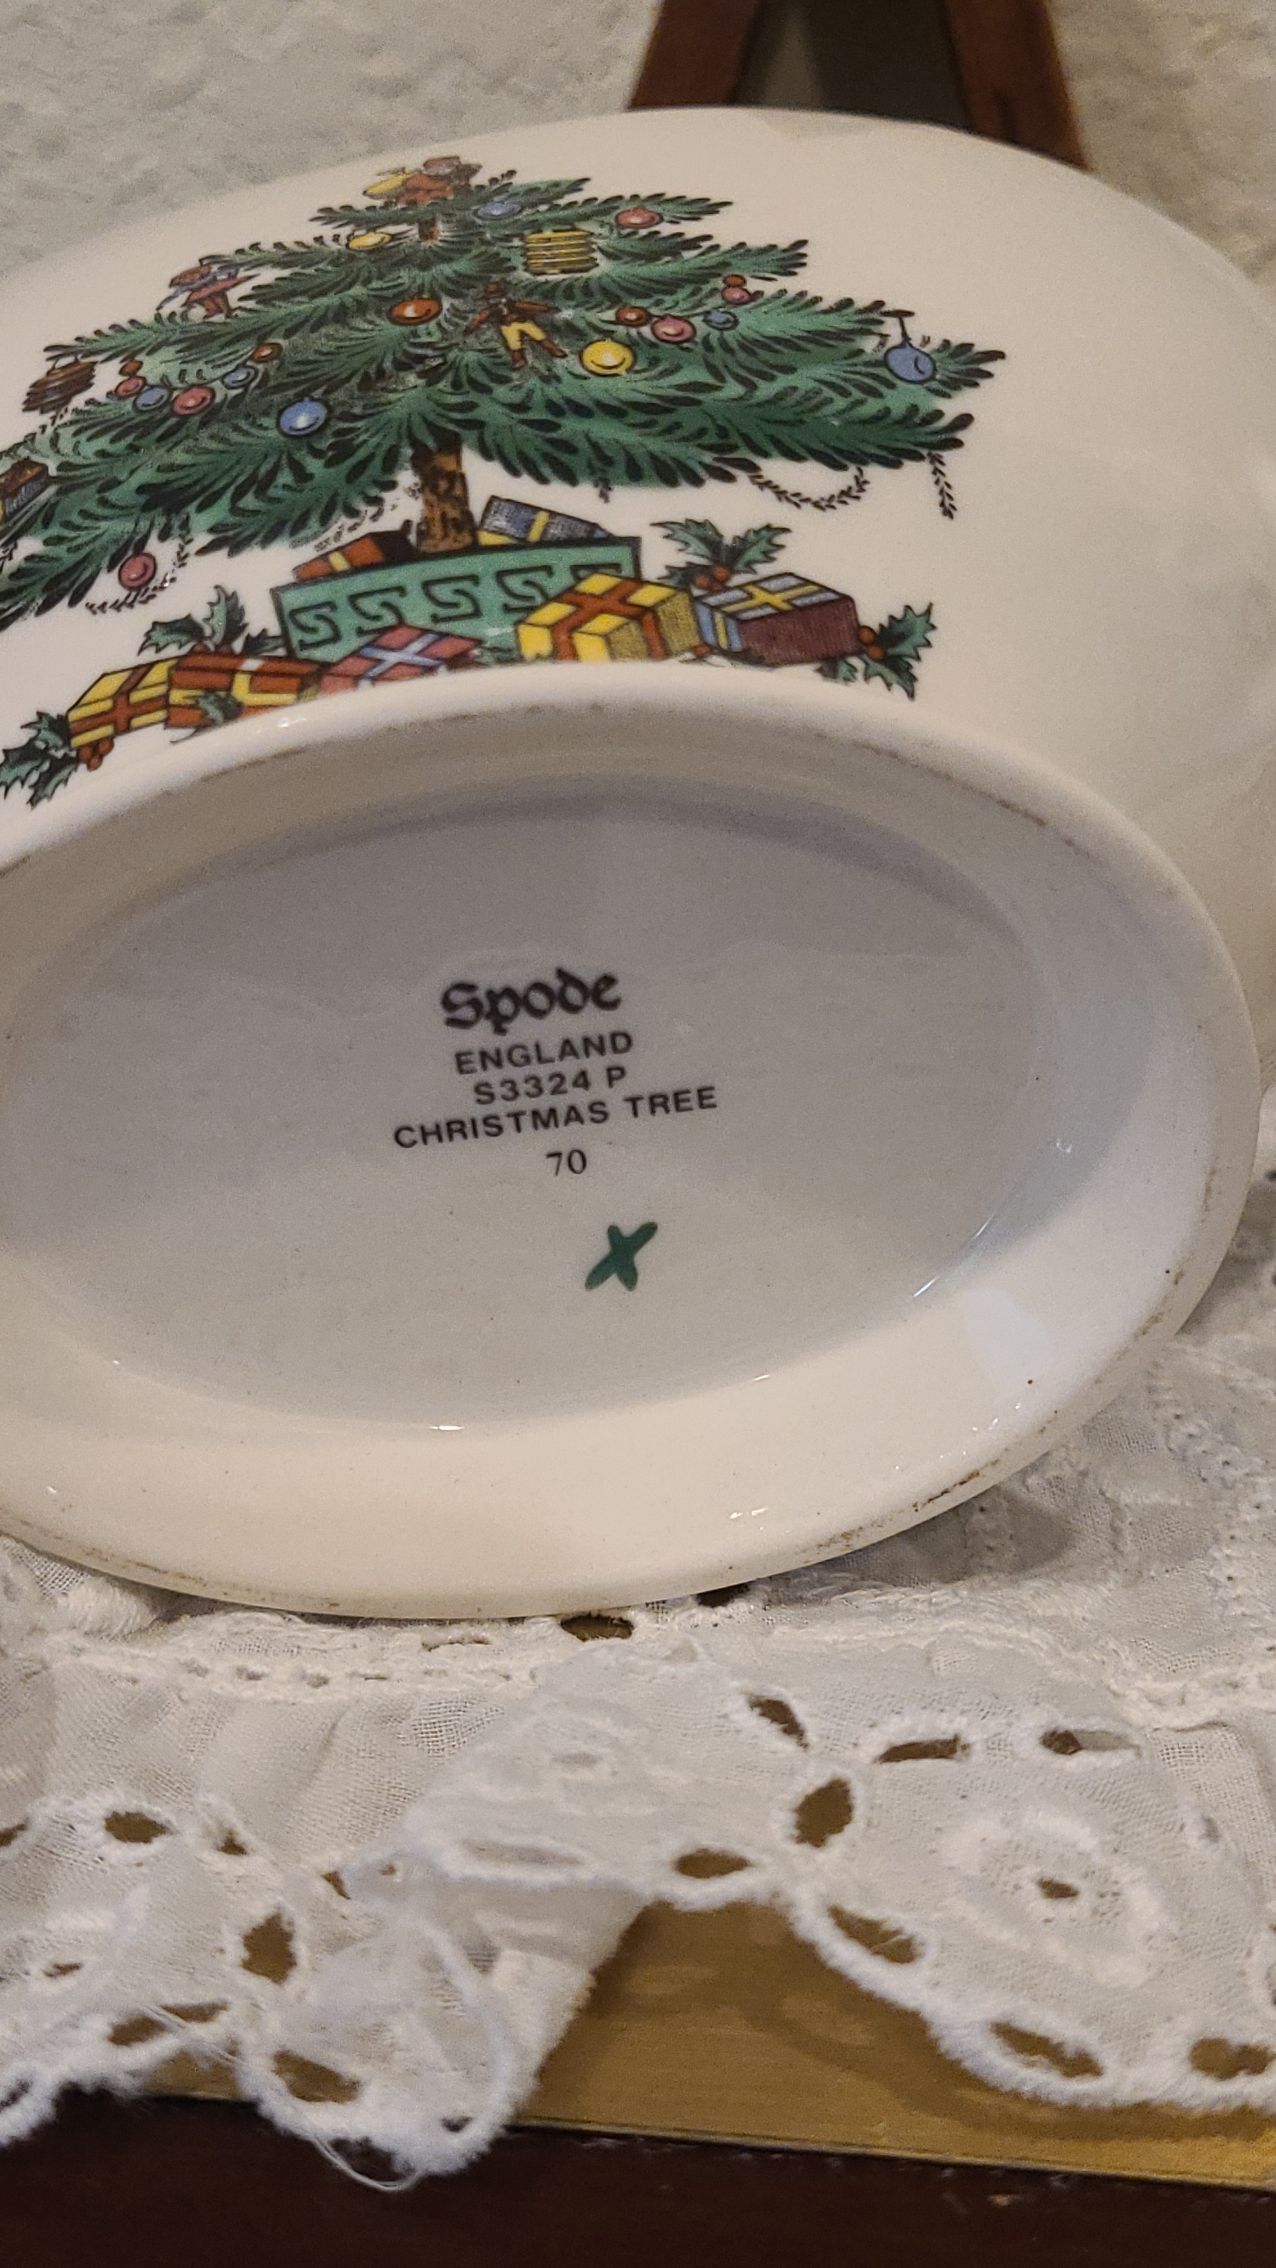 Spode
ENGLAND
S3324 P
CHRISTMAS TREE
70
X